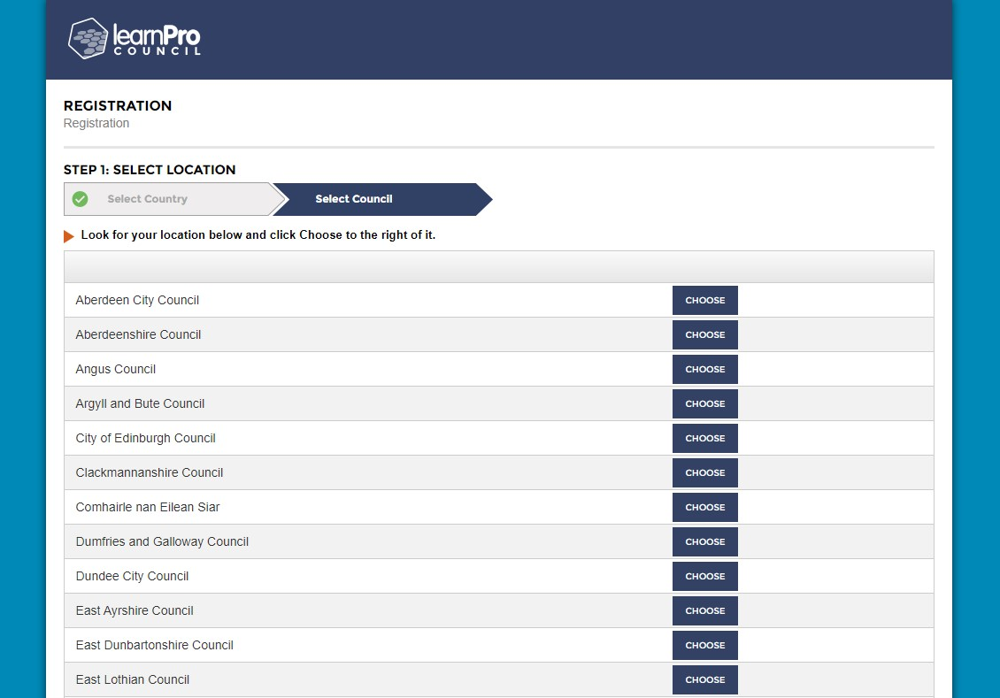 learnPro
COUNCIL
REGISTRATION
Registration
STEP 1: SELECT LOCATION
Select Country
Select Council
Look for your location below and click Choose to the right of it.
Aberdeen City Council CHOOSE
Aberdeenshire Council CHOOSE
Angus Council CHOOSE
Argyll and Bute Council CHOOSE
City of Edinburgh Council CHOOSE
Clackmannanshire Council CHOOSE
Comhairle nan Eilean Siar CHOOSE
Dumfries and Galloway Council CHOOSE
Dundee City Council CHOOSE
East Ayrshire Council CHOOSE
East Dunbartonshire Council CHOOSE
East Lothian Council CHOOSE